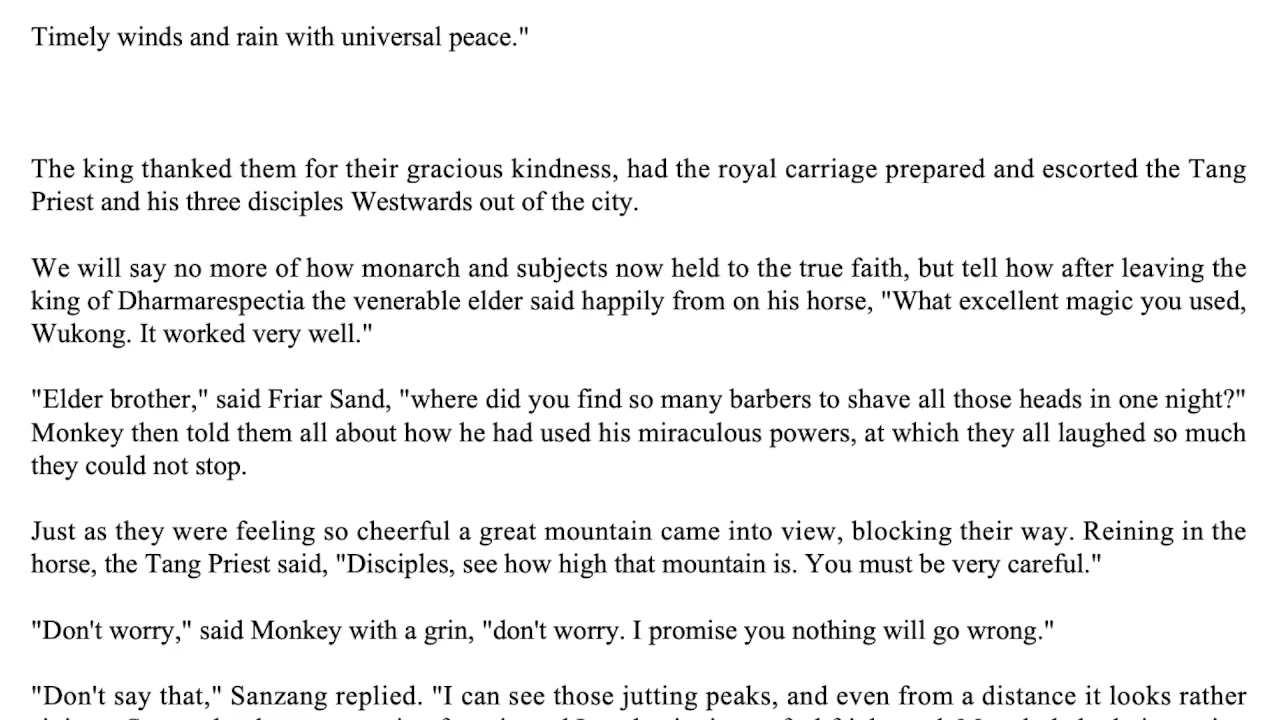 Timely winds and rain with universal peace."
The king thanked them for their gracious kindness, had the royal carriage prepared and escorted the Tang
Priest and his three disciples Westwards out of the city.
We will say no more of how monarch and subjects now held to the true faith, but tell how after leaving the
king of Dharmarespectia the venerable elder said happily from on his horse, "What excellent magic you used,
Wukong. It worked very well."
"Elder brother," said Friar Sand, "where did you find so many barbers to shave all those heads in one night?"
Monkey then told them all about how he had used his miraculous powers, at which they all laughed so much
they could not stop.
Just as they were feeling so cheerful a great mountain came into view, blocking their way. Reining in the
horse, the Tang Priest said, "Disciples, see how high that mountain is. You must be very careful."
"Don't worry," said Monkey with a grin, "don't worry. I promise you nothing will go wrong."
"Don't say that," Sanzang replied. "I can see those jutting peaks, and even from a distance it looks rather